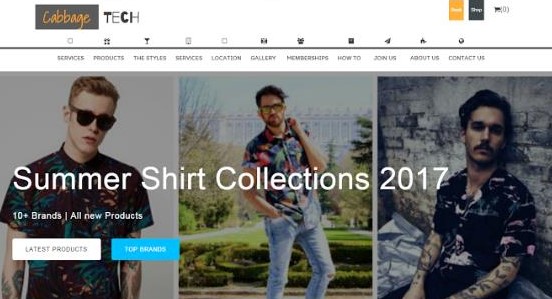 Cabbage TECH
Shop
(0)
SERVICES PRODUCTS THE STYLES SERVICES LOCATION GALLERY MEMBERSHIPS HOW TO JOIN US ABOUT US CONTACT US
Summer Shirt Collections 2017
10+ Brands | All new Products
LATEST PRODUCTS TOP BRANDS